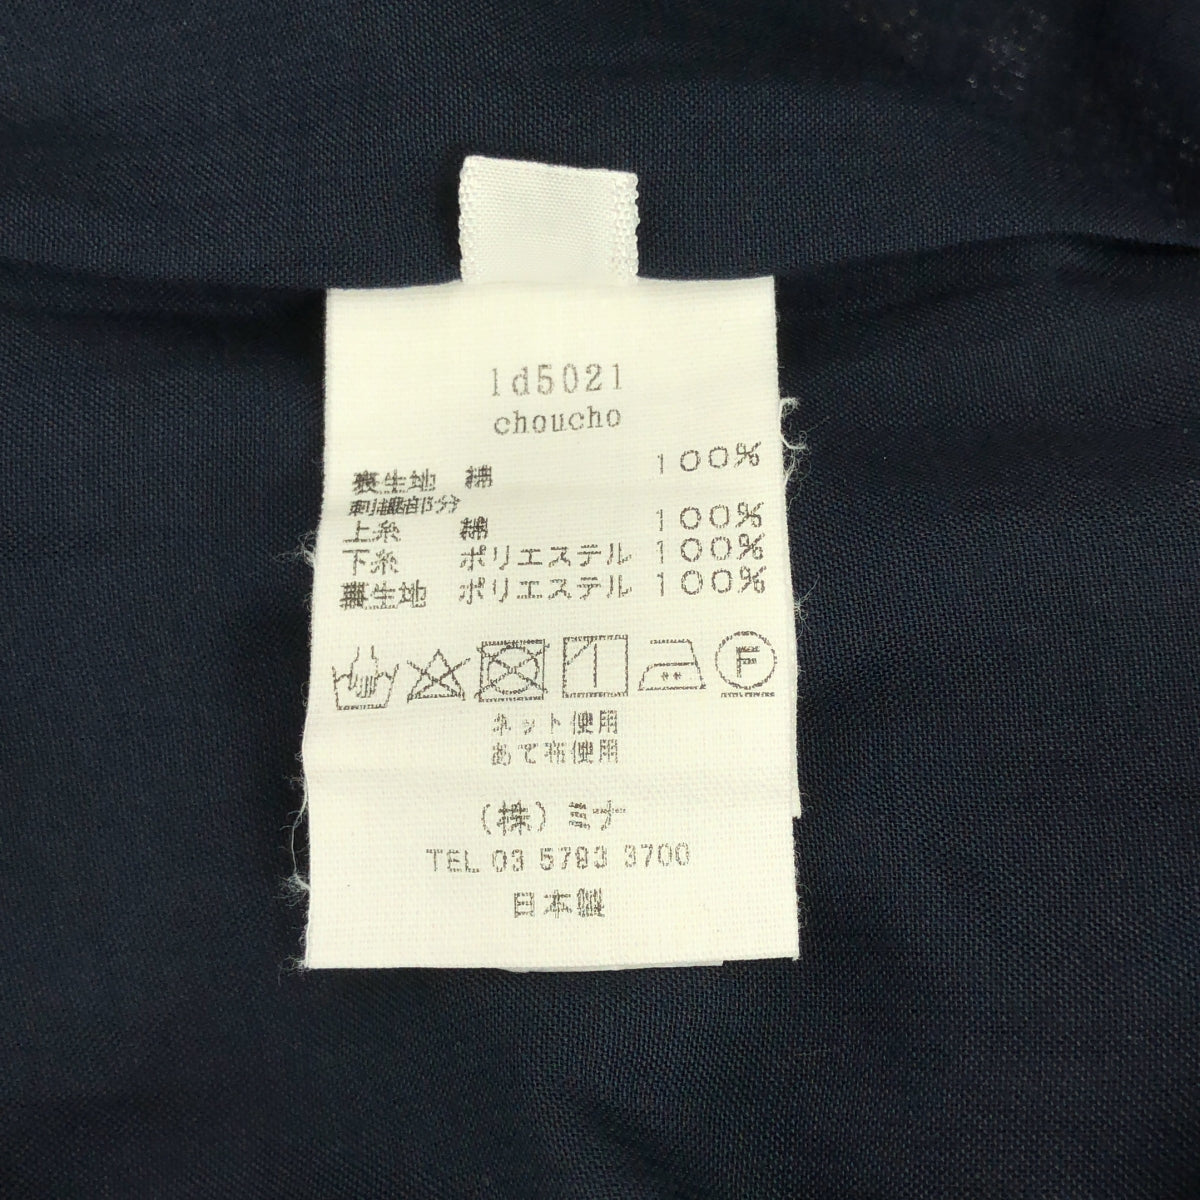 ld5021
choucho
表生地 綿 100%
刺繍部分
上糸 綿 100%
下糸 ポリエステル 100%
裏生地 ポリエステル 100%
F
ネット使用
あて布使用
(株)ミナ
TEL 03 5793 3700
日本製